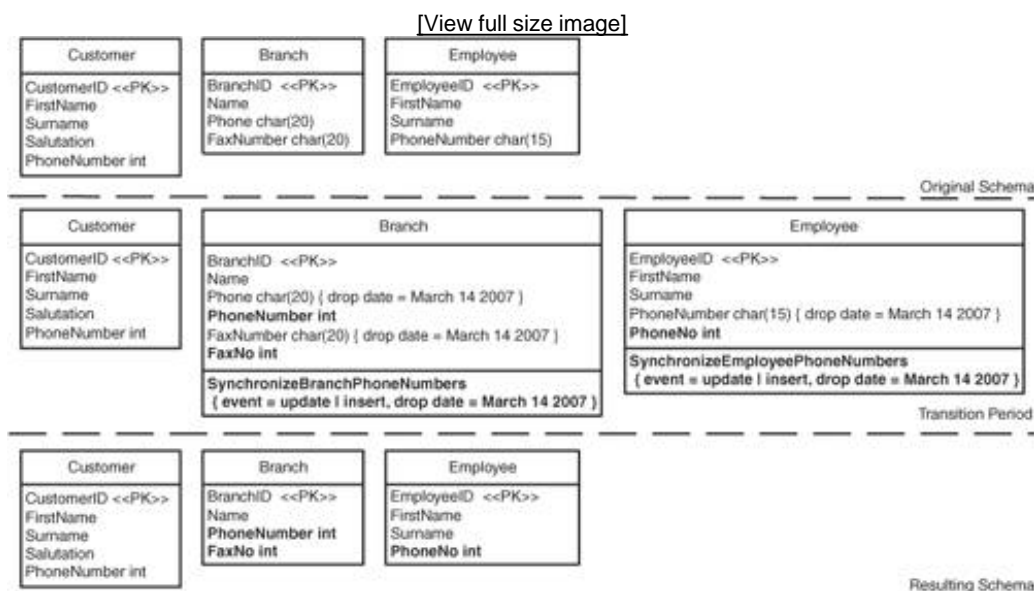 [View full size image]
Customer
CustomerID <<PK>>
FirstName
Surname
Salutation
PhoneNumber int
Branch
BranchID <<PK>>
Name
Phone char(20)
FaxNumber char(20)
Employee
EmployeeID <<PK>>
FirstName
Surname
PhoneNumber char(15)
Original Schema
Customer
CustomerID <<PK>>
FirstName
Surname
Salutation
PhoneNumber int
Branch
BranchID <<PK>>
Name
Phone char(20) { drop date = March 14 2007 }
PhoneNumber int
FaxNumber char(20) { drop date = March 14 2007 }
FaxNo int
SynchronizeBranchPhoneNumbers
{ event = update | insert, drop date = March 14 2007 }
Employee
EmployeeID <<PK>>
FirstName
Surname
PhoneNumber char(15) { drop date = March 14 2007 }
PhoneNo int
SynchronizeEmployeePhoneNumbers
{ event = update | insert, drop date = March 14 2007 }
Transition Period
Customer
CustomerID <<PK>>
FirstName
Surname
Salutation
PhoneNumber int
Branch
BranchID <<PK>>
Name
PhoneNumber int
FaxNo int
Employee
EmployeeID <<PK>>
FirstName
Surname
PhoneNo int
Resulting Schema